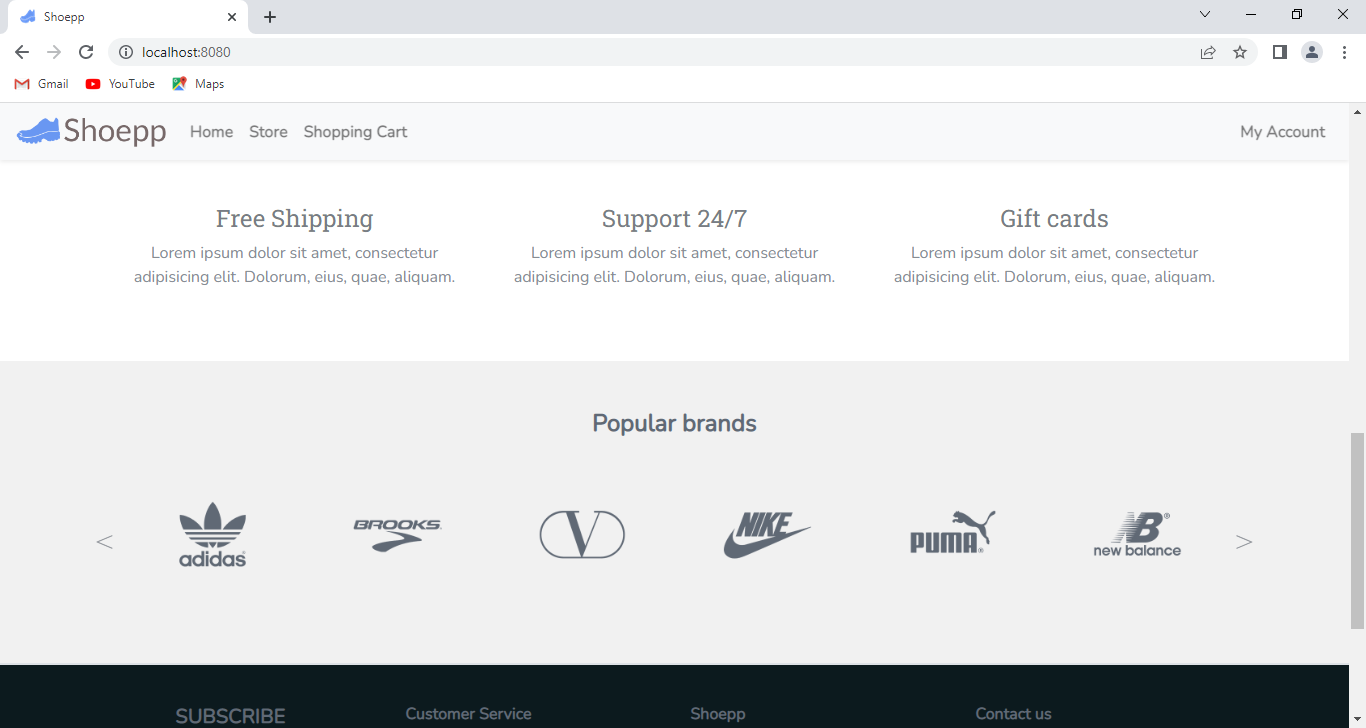 Shoepp
localhost:8080
Gmail YouTube Maps
Shoepp Home Store Shopping Cart My Account
Free Shipping
Lorem ipsum dolor sit amet, consectetur
adipisicing elit. Dolorum, eius, quae, aliquam.
Support 24/7
Lorem ipsum dolor sit amet, consectetur
adipisicing elit. Dolorum, eius, quae, aliquam.
Gift cards
Lorem ipsum dolor sit amet, consectetur
adipisicing elit. Dolorum, eius, quae, aliquam.
Popular brands
<
adidas
BROOKS
V
NIKE
PUMA
NB
new balance
>
SUBSCRIBE Customer Service Shoepp Contact us